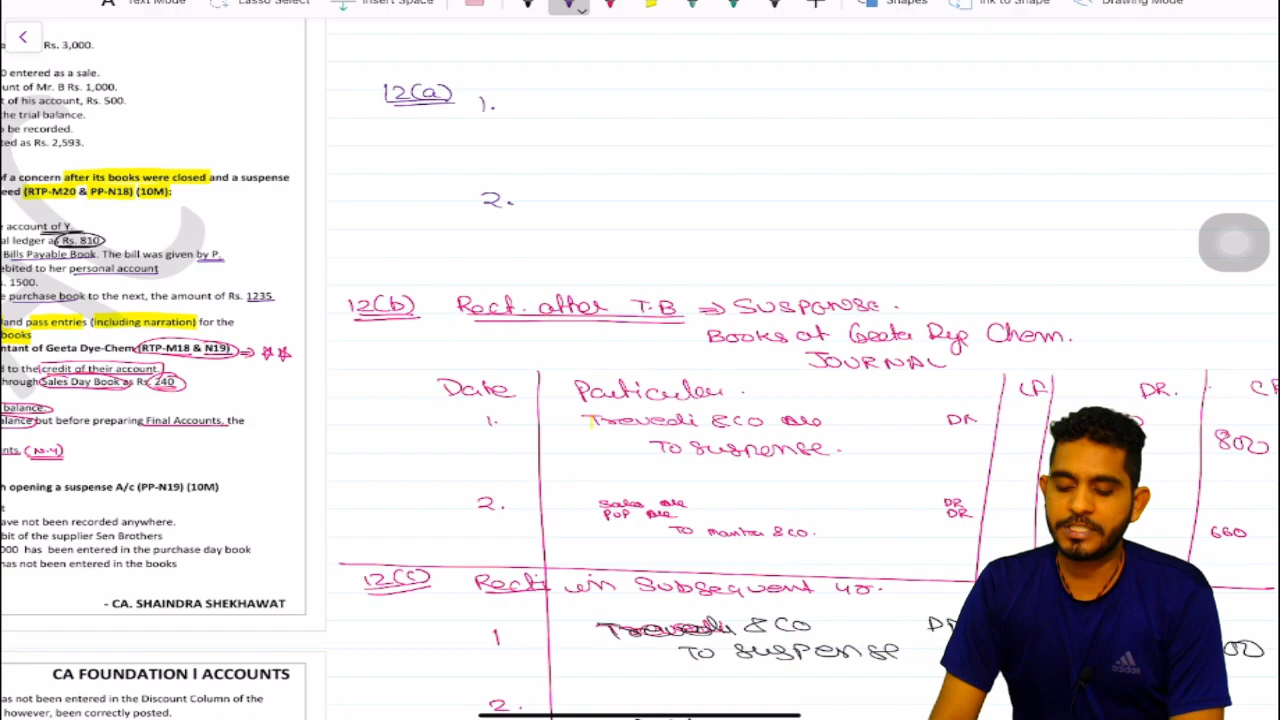 Text Mode
Lasso Select
Insert Space
Shapes
Ink to Shape
Drawing Mode
Rs. 3,000.
0 entered as a sale.
unt of Mr. B Rs. 1,000.
t of his account, Rs. 500.
the trial balance.
o be recorded.
ted as Rs. 2,593.
of a concern after its books were closed and a suspense
eed (RTP-M20 & PP-N18) (10M):
account of Y.
al ledger as Rs. 810
Bills Payable Book. The bill was given by P.
ebited to her personal account
s. 1500.
e purchase book to the next, the amount of Rs. 1235
and pass entries (including narration) for the
books
ntant of Geeta Dye-Chem (RTP-M18 & N19)
d to the credit of their account.
hrough Sales Day Book as Rs. 240
balance.
alance but before preparing Final Accounts, the
nts. (N.4)
h opening a suspense A/c (PP-N19) (10M)
t
ave not been recorded anywhere.
bit of the supplier Sen Brothers
000 has been entered in the purchase day book
has not been entered in the books
- CA. SHAINDRA SHEKHAWAT
CA FOUNDATION l ACCOUNTS
as not been entered in the Discount Column of the
however, been correctly posted.
12(a) 1.
2.
12(b) Rect. after T.B ⇒ Suspense.
Books of Geeta Dye Chem.
JOURNAL
Date Particular. LF DR.
1. Trevedi & Co DR
To suspense. 800
2. Sales DR
DR
To & Co. 660
12(c) Recti in Subsequent yr.
1 Trevedi & Co
To suspense
2.
adidas